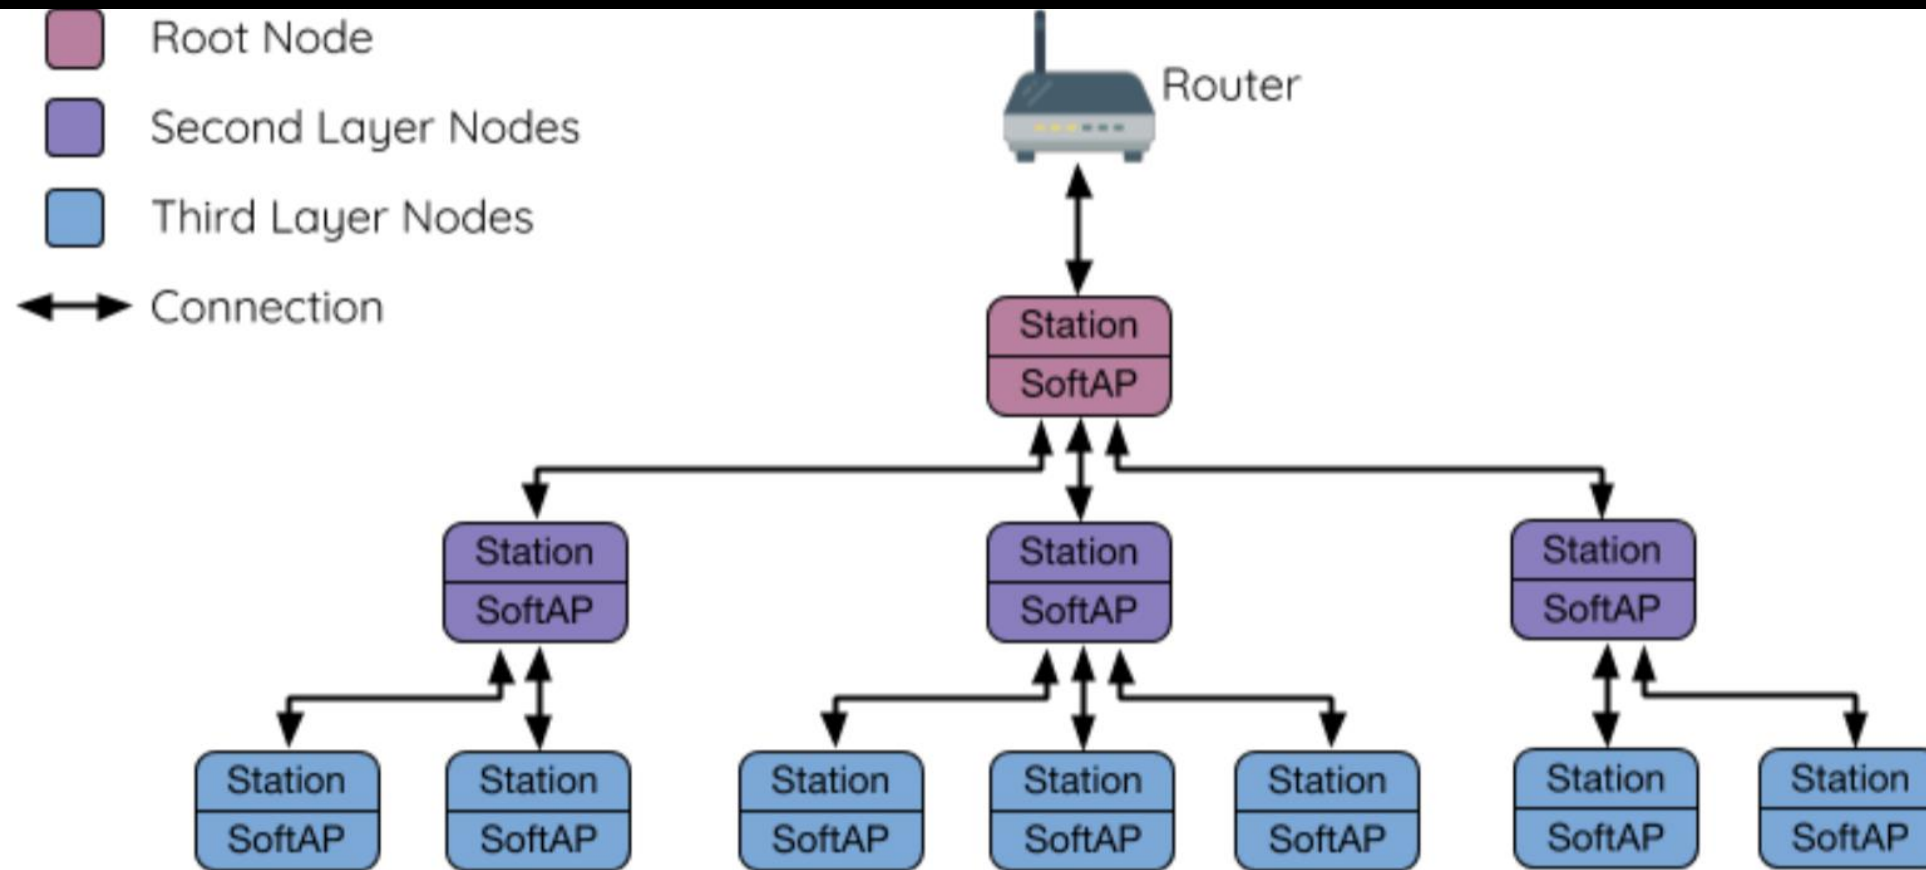 Root Node
Second Layer Nodes
Third Layer Nodes
Connection
Router
Station
SoftAP
Station
SoftAP
Station
SoftAP
Station
SoftAP
Station
SoftAP
Station
SoftAP
Station
SoftAP
Station
SoftAP
Station
SoftAP
Station
SoftAP
Station
SoftAP